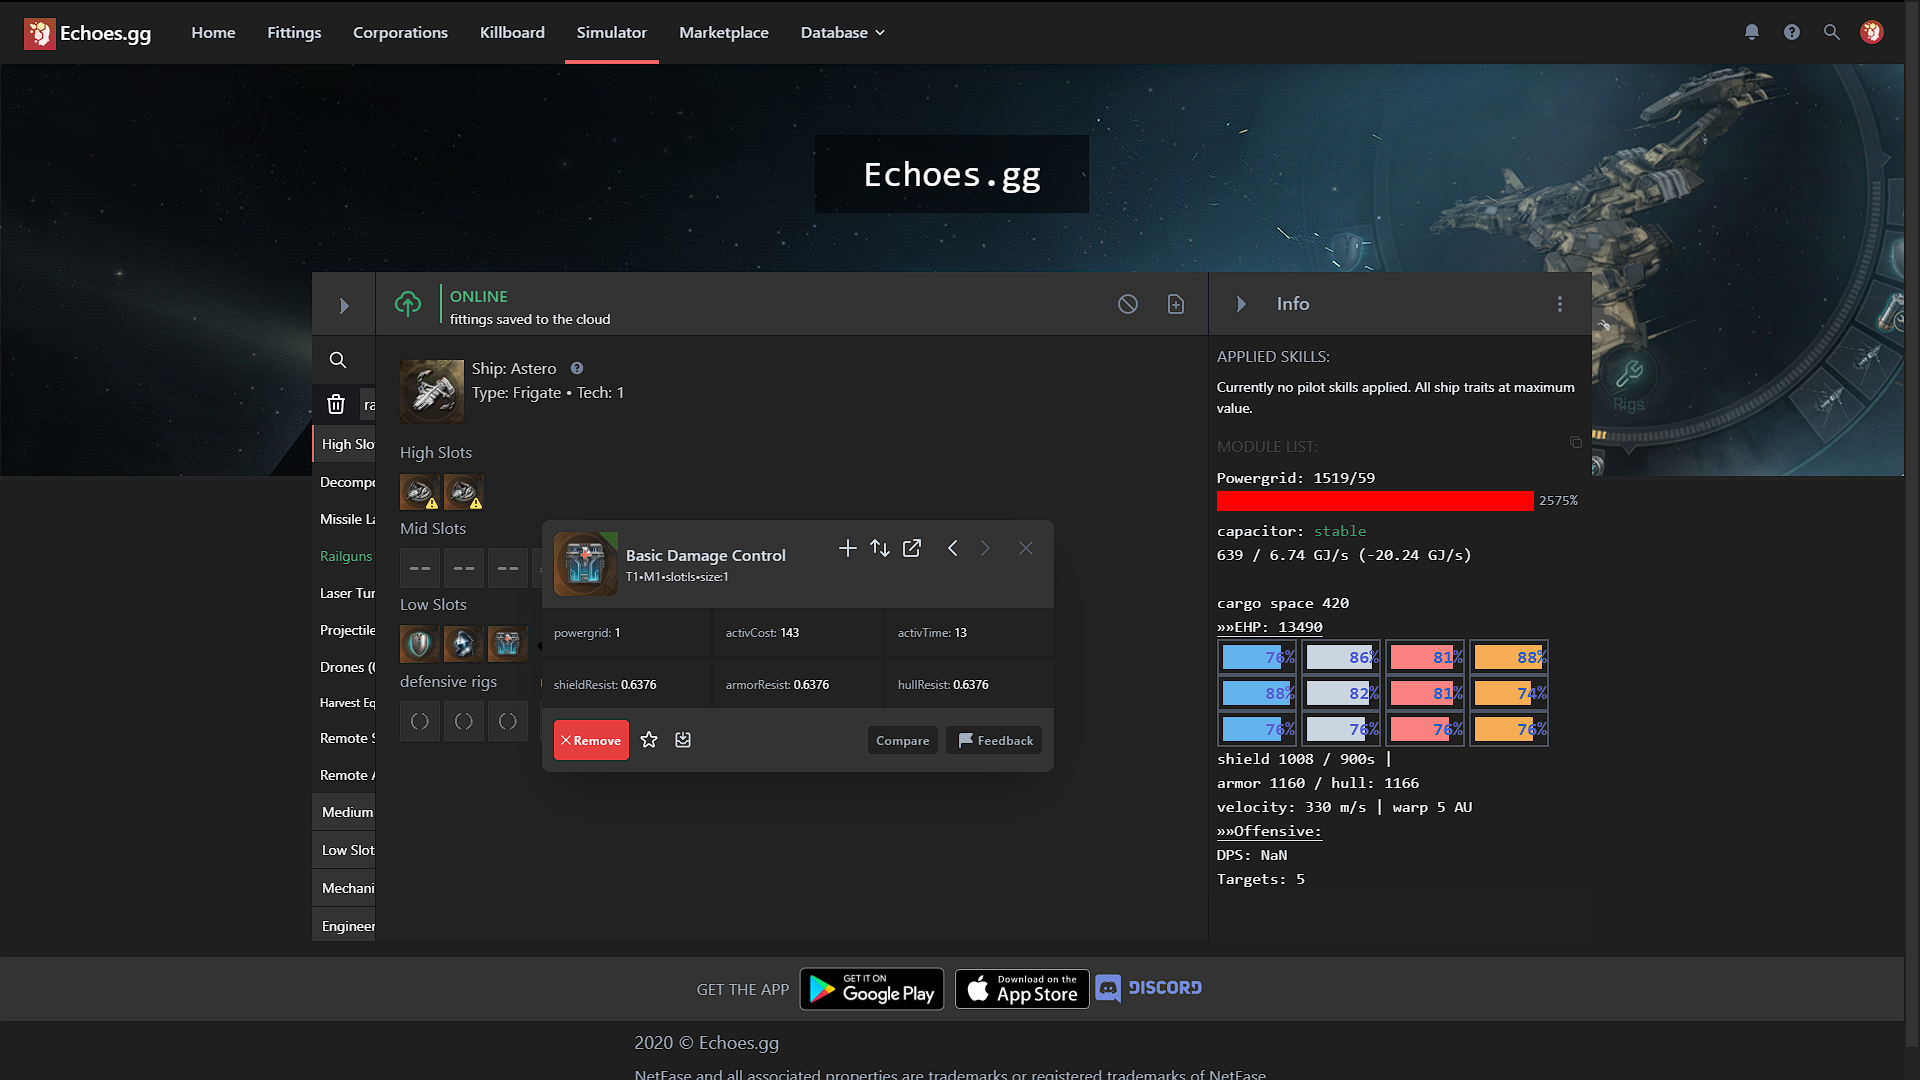 Echoes.gg
Home
Fittings
Corporations
Killboard
Simulator
Marketplace
Database
Echoes.gg
ONLINE
fittings saved to the cloud
Info
Ship: Astero
Type: Frigate • Tech: 1
ra
High Slo
Decompo
Missile La
Railguns
Laser Tur
Projectile
Drones (
Harvest Eq
Remote S
Remote A
Medium
Low Slot
Mechani
Engineer
High Slots
Mid Slots
-- -- --
Low Slots
defensive rigs
() () ()
Basic Damage Control
T1•M1•slot:ls•size:1
powergrid: 1
activCost: 143
activTime: 13
shieldResist: 0.6376
armorResist: 0.6376
hullResist: 0.6376
Remove
Compare
Feedback
APPLIED SKILLS:
Currently no pilot skills applied. All ship traits at maximum
value.
MODULE LIST:
Powergrid: 1519/59
2575%
capacitor: stable
639 / 6.74 GJ/s (-20.24 GJ/s)
cargo space 420
»»EHP: 13490
76% 86% 81% 88%
88% 82% 81% 74%
76% 76% 76% 76%
shield 1008 / 900s |
armor 1160 / hull: 1166
velocity: 330 m/s | warp 5 AU
»»Offensive:
DPS: NaN
Targets: 5
Rigs
GET THE APP
GET IT ON
Google Play
Download on the
App Store
DISCORD
2020 © Echoes.gg
NetEase and all associated properties are trademarks or registered trademarks of NetEase